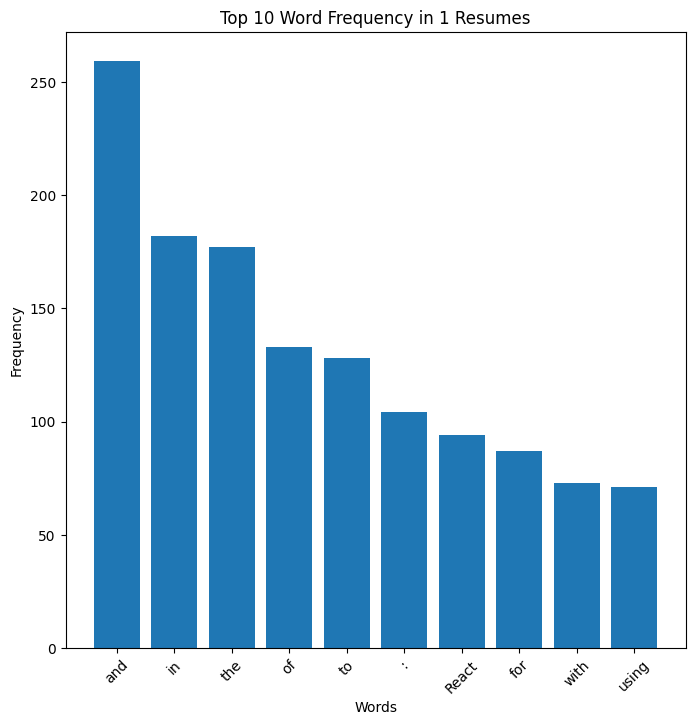 Top 10 Word Frequency in 1 Resumes
250
200
150
100
50
0
Frequency
and in the of to : React for with using
Words